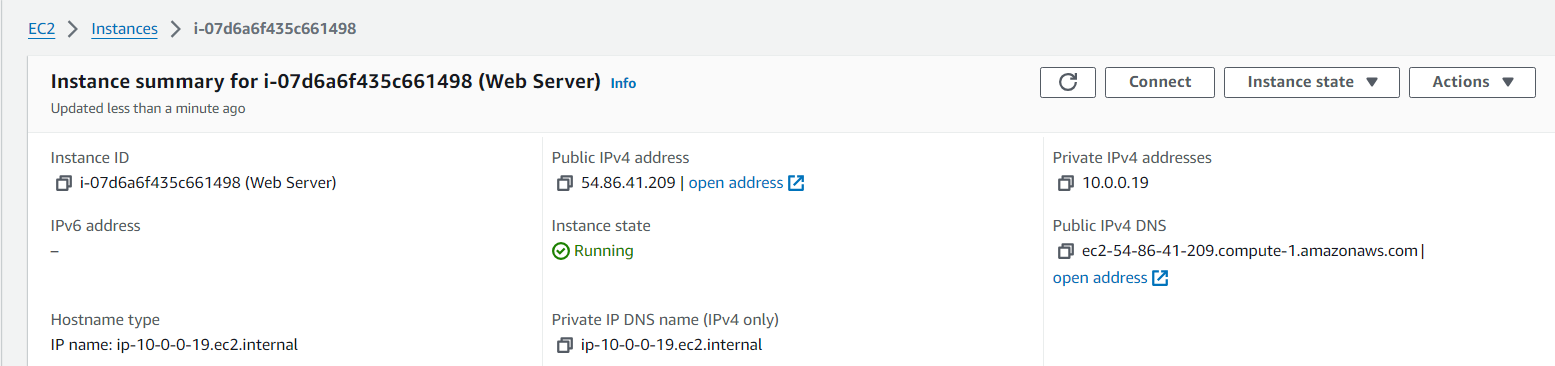 EC2 > Instances > i-07d6a6f435c661498
Instance summary for i-07d6a6f435c661498 (Web Server) Info
Updated less than a minute ago
Connect
Instance state
Actions
Instance ID
i-07d6a6f435c661498 (Web Server)
Public IPv4 address
54.86.41.209 | open address
Private IPv4 addresses
10.0.0.19
IPv6 address
–
Instance state
Running
Public IPv4 DNS
ec2-54-86-41-209.compute-1.amazonaws.com |
open address
Hostname type
IP name: ip-10-0-0-19.ec2.internal
Private IP DNS name (IPv4 only)
ip-10-0-0-19.ec2.internal